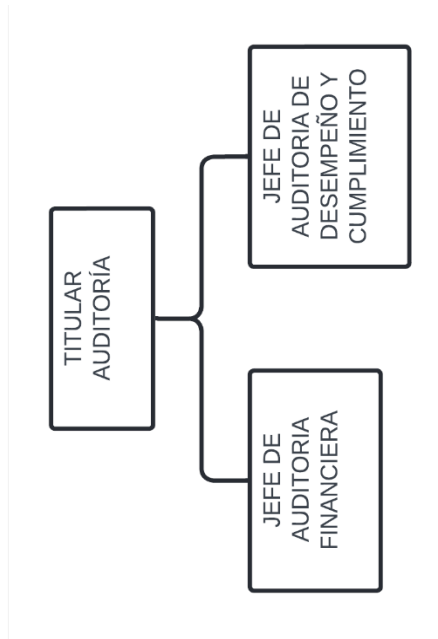 TITULAR
AUDITORÍA
JEFE DE
AUDITORIA
FINANCIERA
JEFE DE
AUDITORIA DE
DESEMPEÑO Y
CUMPLIMIENTO